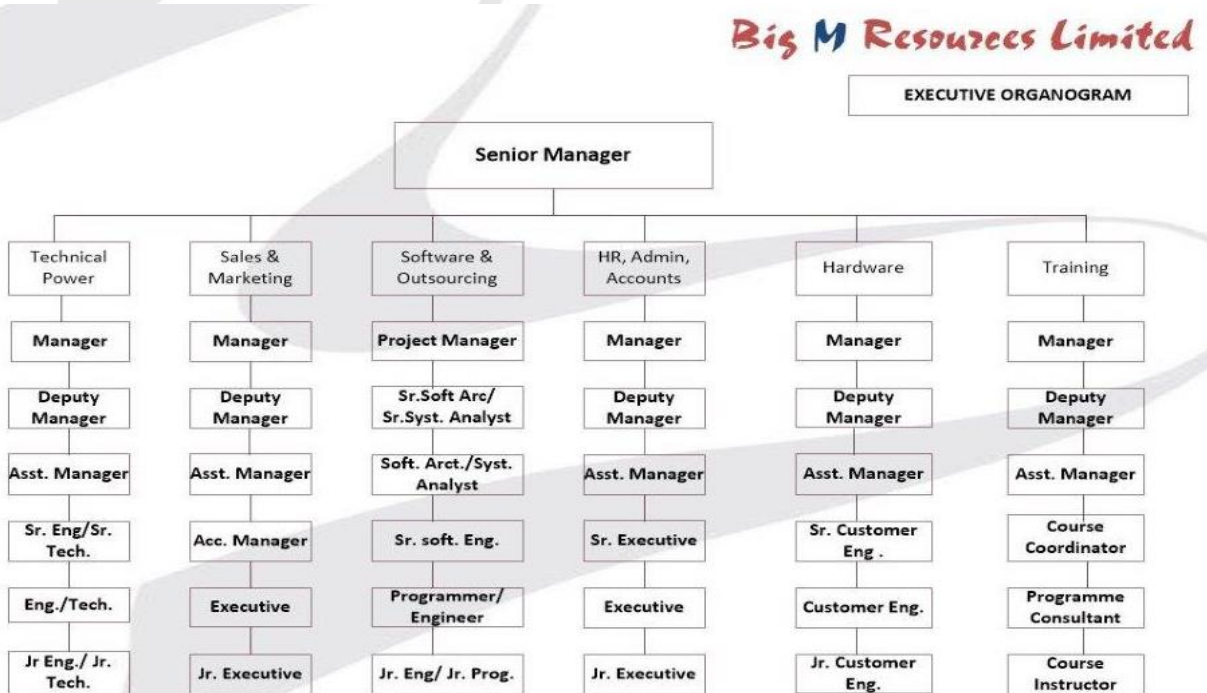 Big M Resources Limited
EXECUTIVE ORGANOGRAM
Senior Manager
Technical
Power
Sales &
Marketing
Software &
Outsourcing
HR, Admin,
Accounts
Hardware
Training
Manager
Manager
Project Manager
Manager
Manager
Manager
Deputy
Manager
Deputy
Manager
Sr.Soft Arc/
Sr.Syst. Analyst
Deputy
Manager
Deputy
Manager
Deputy
Manager
Asst. Manager
Asst. Manager
Soft. Arct./Syst.
Analyst
Asst. Manager
Asst. Manager
Asst. Manager
Sr. Eng/Sr.
Tech.
Acc. Manager
Sr. soft. Eng.
Sr. Executive
Sr. Customer
Eng .
Course
Coordinator
Eng./Tech.
Executive
Programmer/
Engineer
Executive
Customer Eng.
Programme
Consultant
Jr Eng./ Jr.
Tech.
Jr. Executive
Jr. Eng/ Jr. Prog.
Jr. Executive
Jr. Customer
Eng.
Course
Instructor